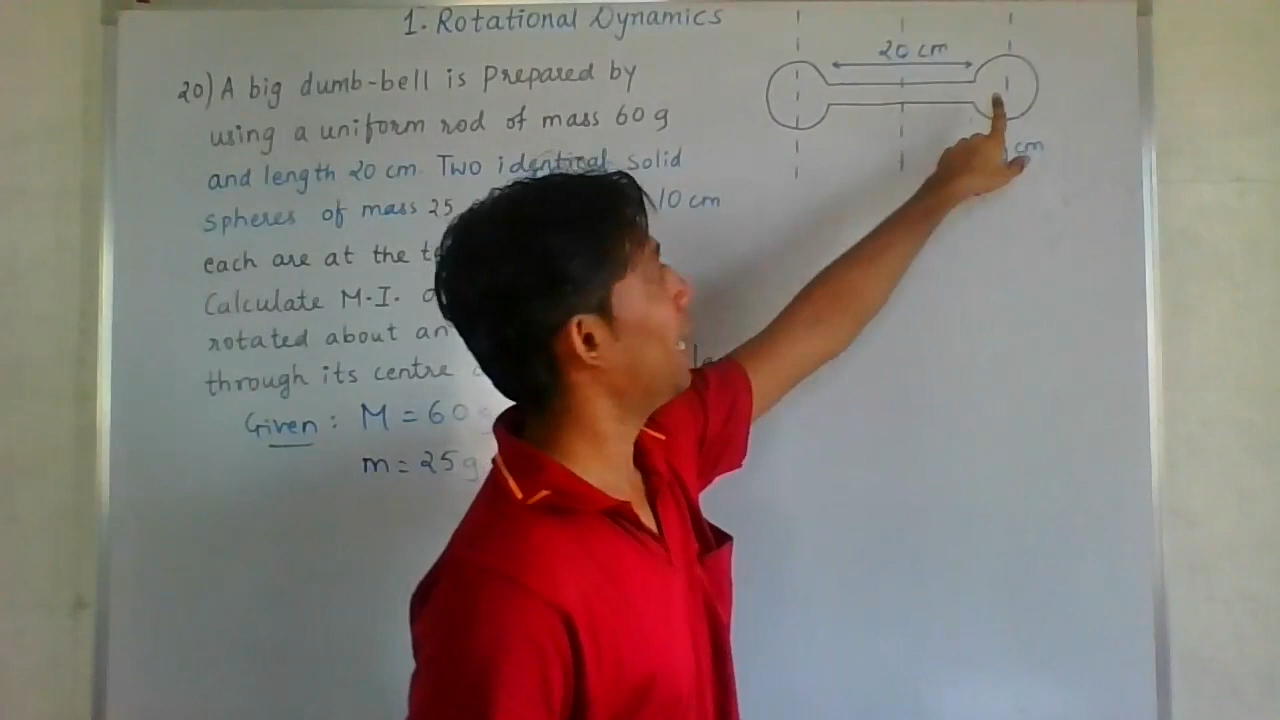 1. Rotational Dynamics
20) A big dumb-bell is prepared by
using a uniform rod of mass 60 g
and length 20 cm. Two identical solid
spheres of mass 25 10 cm
each are at the
Calculate M.I.
rotated about an
through its centre
Given : M = 60 g
m = 25 g
20 cm
cm